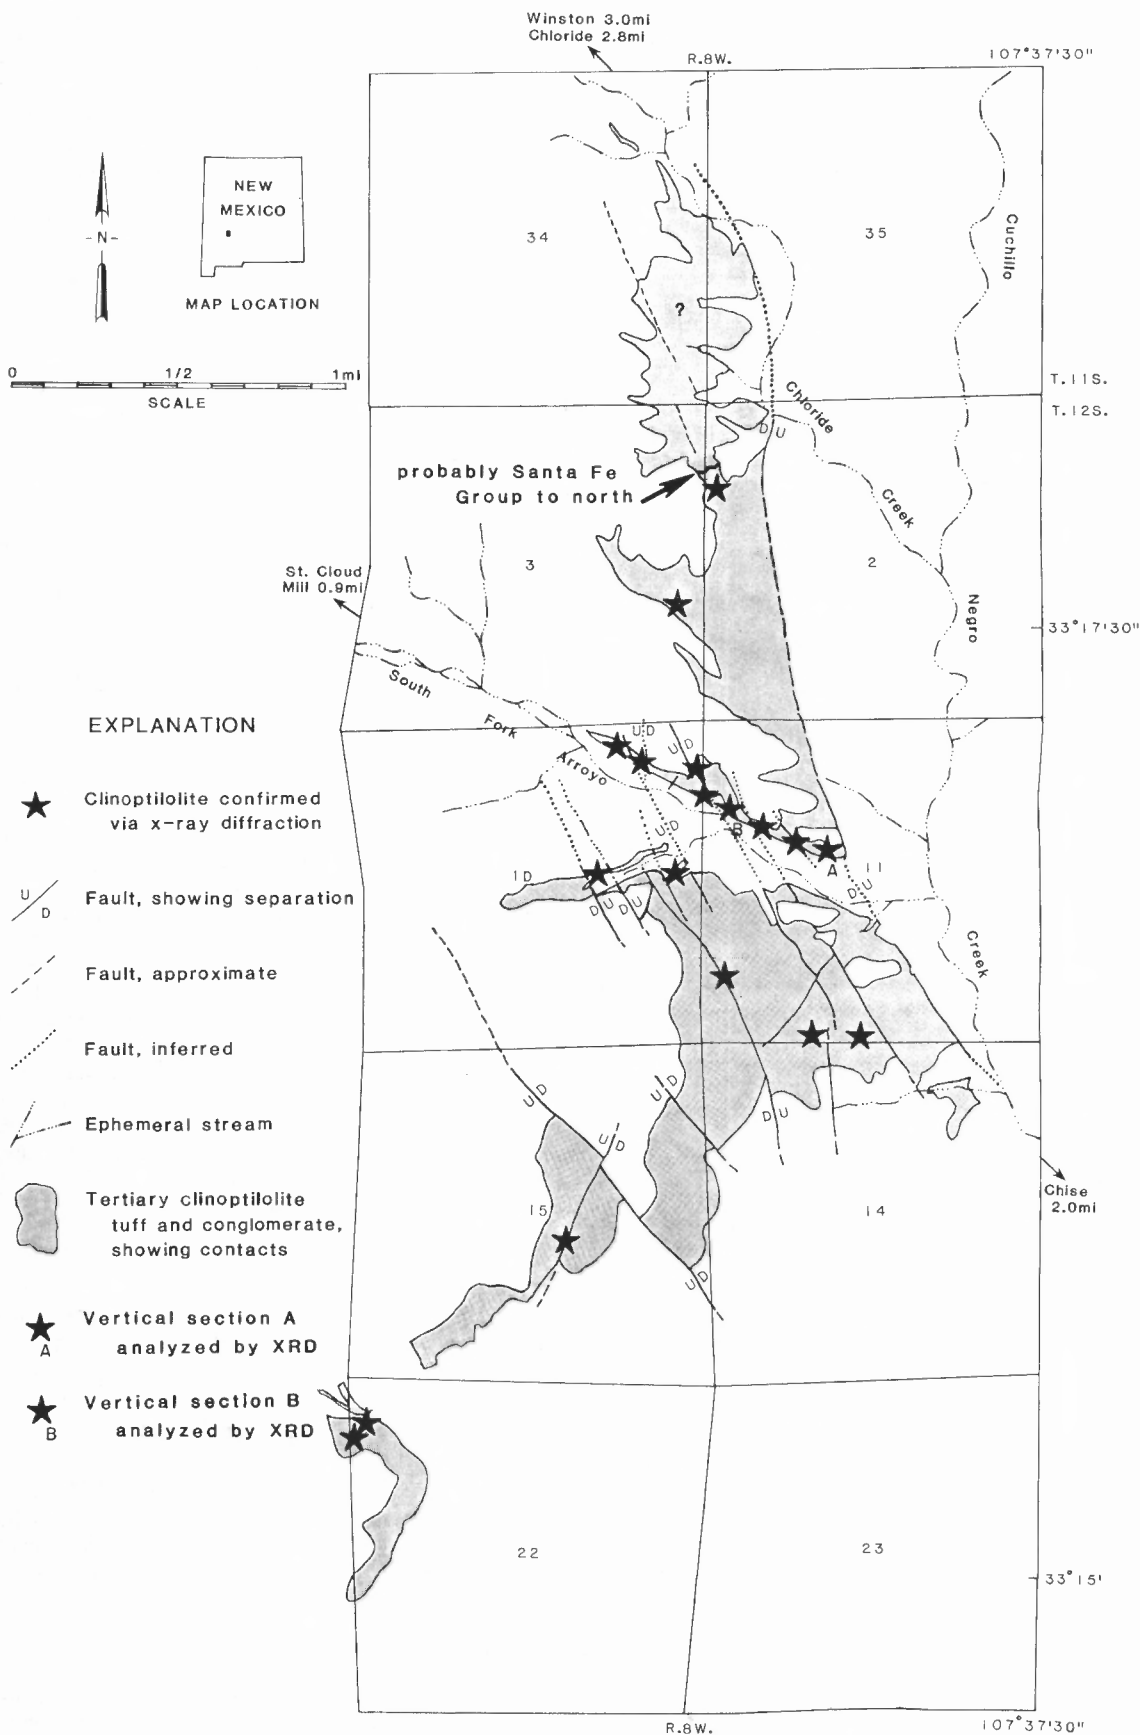 Winston 3.0mi
Chloride 2.8mi
R.8W.
107°37'30"
NEW
MEXICO
-N-
MAP LOCATION
34
35
Cuchillo
?
0 1/2 1mi
SCALE
T.11S.
T.12S.
Chloride
D U
probably Santa Fe
Group to north
Creek
3
2
St. Cloud
Mill 0.9mi
Negro
33°17'30"
South
Fork
Arroyo
U D
U D
EXPLANATION
Clinoptilolite confirmed
via x-ray diffraction
B
U D
A
11
10
D U
U
D
Fault, showing separation
D U D U
Creek
Fault, approximate
Fault, inferred
U D
U D
D U
Ephemeral stream
U D
Chise
2.0mi
Tertiary clinoptilolite
tuff and conglomerate,
showing contacts
15
14
U D
Vertical section A
analyzed by XRD
A
Vertical section B
analyzed by XRD
B
22
23
33°15'
R.8W.
107°37'30"